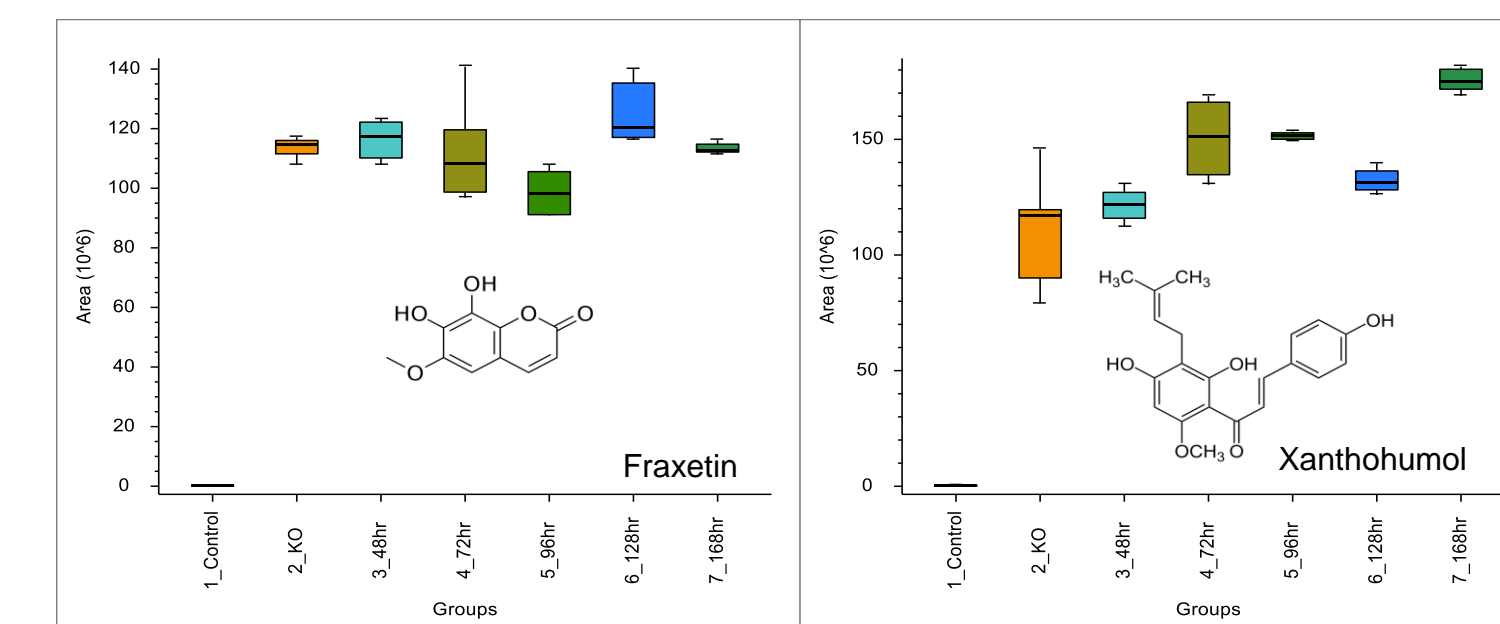 140
120
100
80
60
40
20
0
Area (10^6)
OH
HO
O
O
O
Fraxetin
1_Control
2_KO
3_48hr
4_72hr
5_96hr
6_128hr
7_168hr
Groups
150
100
50
0
Area (10^6)
H3C
CH3
OH
HO
OH
OCH3
O
Xanthohumol
1_Control
2_KO
3_48hr
4_72hr
5_96hr
6_128hr
7_168hr
Groups